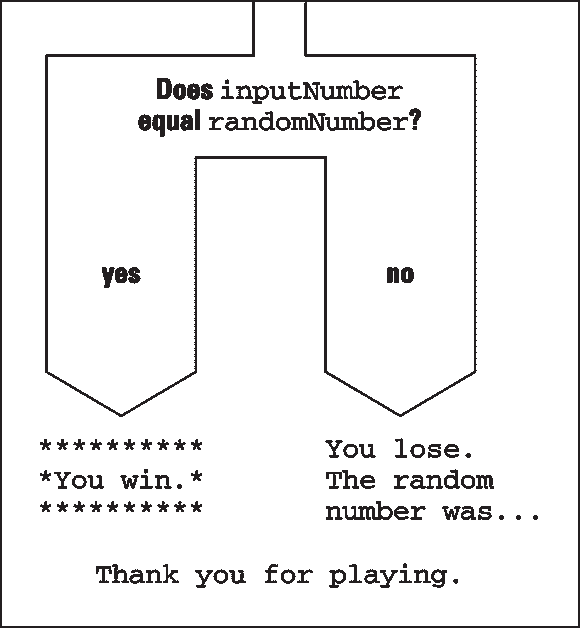 Does inputNumber
equal randomNumber?
yes
no
**********
*You win.*
**********
You lose.
The random
number was...
Thank you for playing.